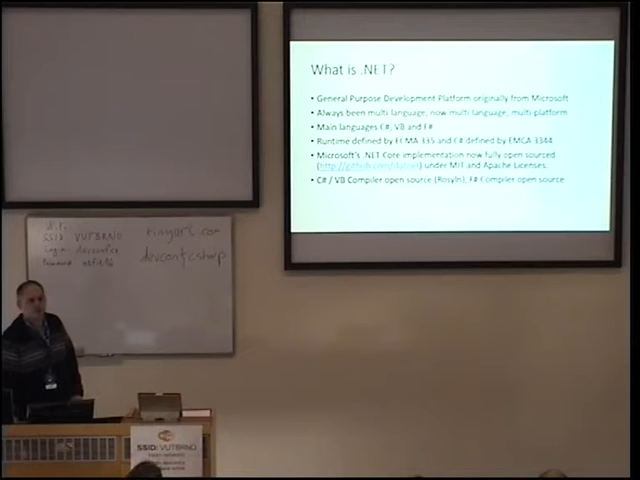 What is .NET?
• General Purpose Development Platform originally from Microsoft
• Always been multi language, now multi language, multi platform
• Main languages C#, VB and F#
• Runtime defined by ECMA 335 and C# defined by EMCA 3344
• Microsoft's .NET Core implementation now fully open sourced
(http://github.com/dotnet) under MIT and Apache Licenses.
• C# / VB Compiler open source (Rosyln), F# Compiler open source
SSID: VUTBRNO
tinyurl.com
devconfcsharp
SSID: VUTBRNO